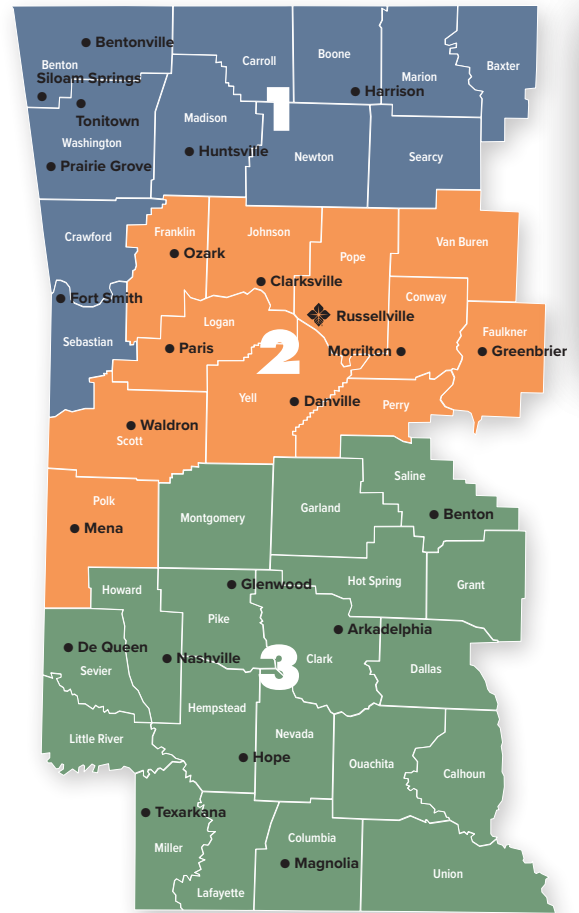 Bentonville
Benton
Siloam Springs
Tonitown
Washington
Prairie Grove
Carroll
Boone
Marion
Baxter
Harrison
Madison
1
Huntsville
Newton
Searcy
Crawford
Fort Smith
Sebastian
Franklin
Johnson
Pope
Van Buren
Ozark
Clarksville
Conway
Logan
Russellville
Faulkner
Paris
2
Morrilton
Greenbrier
Yell
Danville
Perry
Waldron
Scott
Polk
Mena
Montgomery
Garland
Saline
Benton
Howard
Glenwood
Hot Spring
Grant
Pike
Arkadelphia
De Queen
Sevier
Nashville
3
Clark
Dallas
Hempstead
Little River
Nevada
Hope
Ouachita
Calhoun
Texarkana
Miller
Columbia
Magnolia
Lafayette
Union